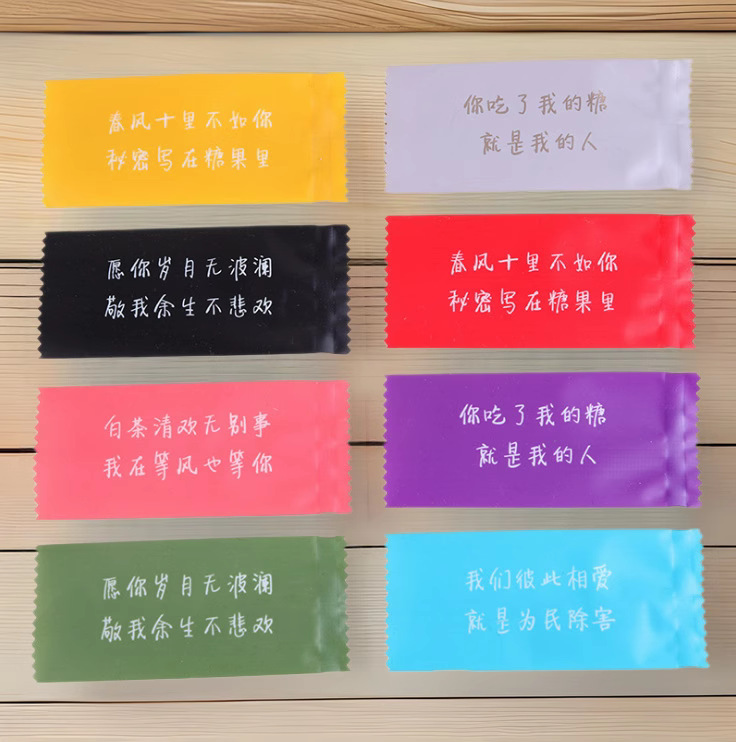 春风十里不如你
秘密写在糖果里
你吃了我的糖
就是我的人
愿你岁月无波澜
敬我余生不悲欢
春风十里不如你
秘密写在糖果里
白茶清欢无别事
我在等风也等你
你吃了我的糖
就是我的人
愿你岁月无波澜
敬我余生不悲欢
我们彼此相爱
就是为民除害